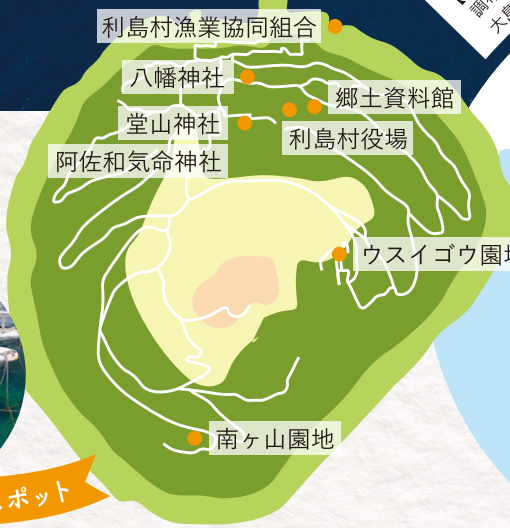 利島村漁業協同組合
八幡神社
郷土資料館
堂山神社
利島村役場
阿佐和気命神社
ウスイゴウ園
南ヶ山園地
ポット